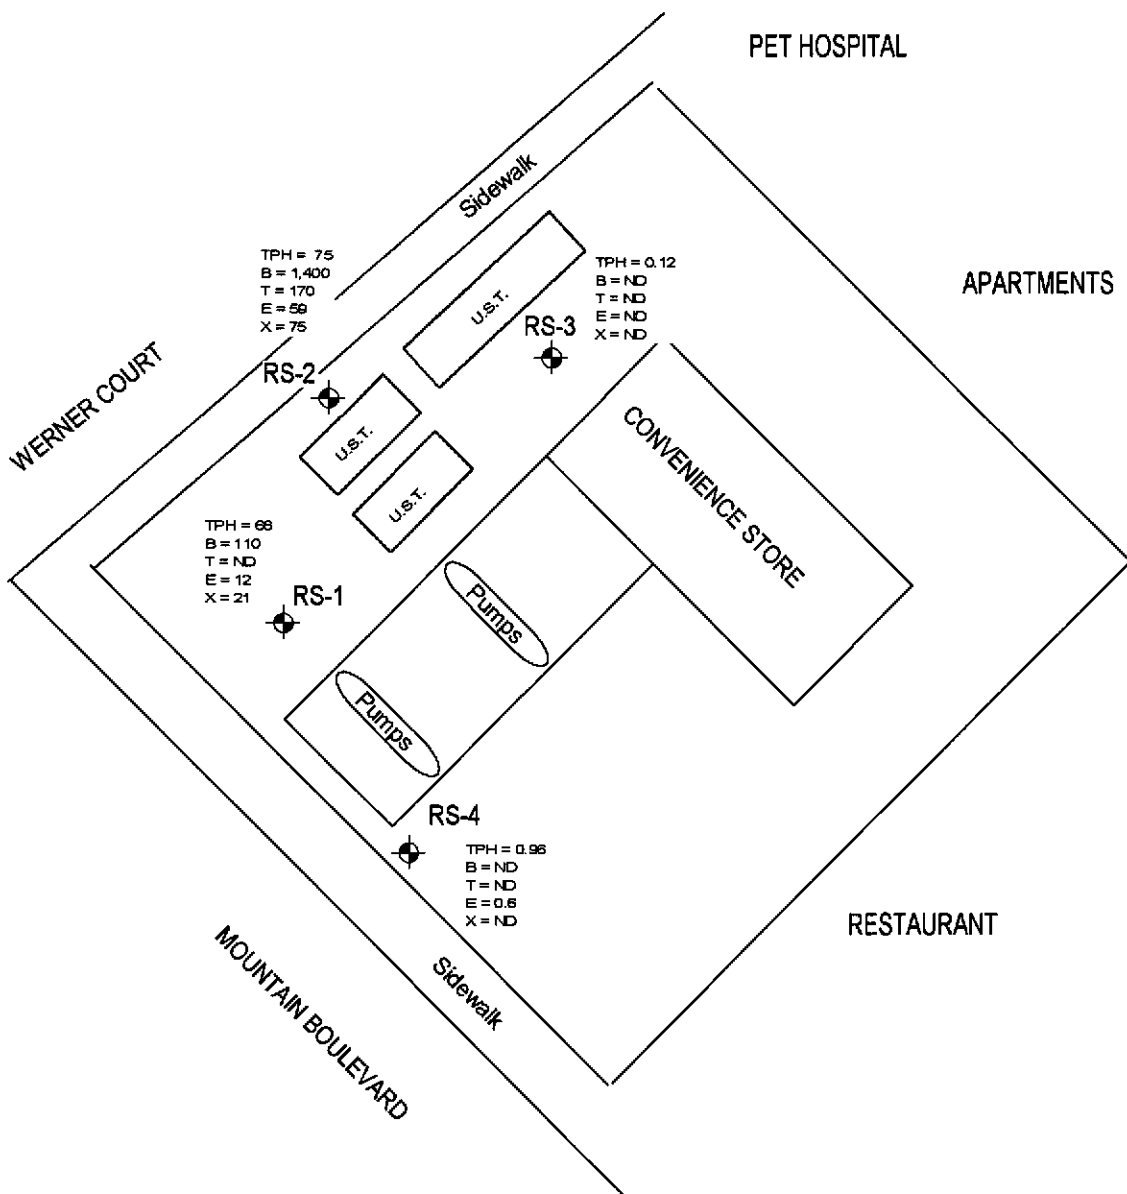 PET HOSPITAL
Sidewalk
APARTMENTS
TPH = 75
B = 1,400
T = 170
E = 59
X = 75
TPH = 0.12
B = ND
T = ND
E = ND
X = ND
U.S.T.
RS-3
RS-2
WERNER COURT
U.S.T.
U.S.T.
CONVENIENCE STORE
TPH = 66
B = 110
T = ND
E = 12
X = 21
RS-1
Pumps
Pumps
RS-4
TPH = 0.96
B = ND
T = ND
E = 0.6
X = ND
RESTAURANT
Sidewalk
MOUNTAIN BOULEVARD